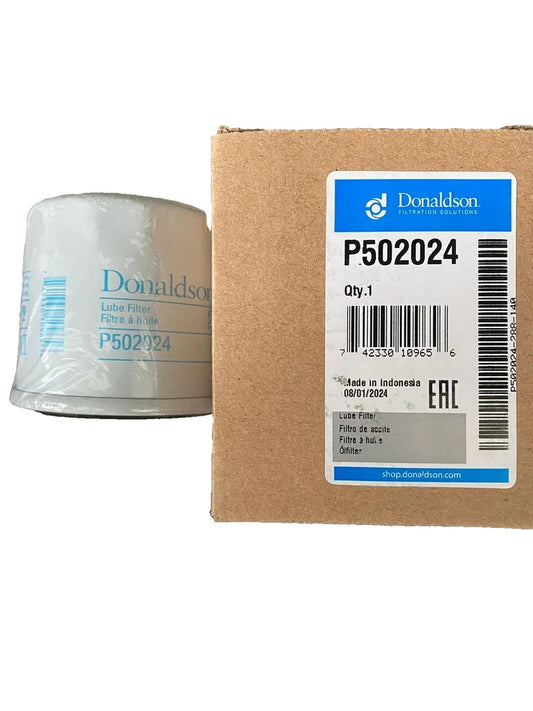 Donaldson
Lube Filter
Filtre à huile
P502024
Donaldson.
FILTRATION SOLUTIONS
P502024
Qty.1
7 42330 10965 6
Made in Indonesia
08/01/2024
EAC
Lube Filter
Filtro de aceite
Filtre à huile
Ölfilter
shop.donaldson.com
P502024-288-140